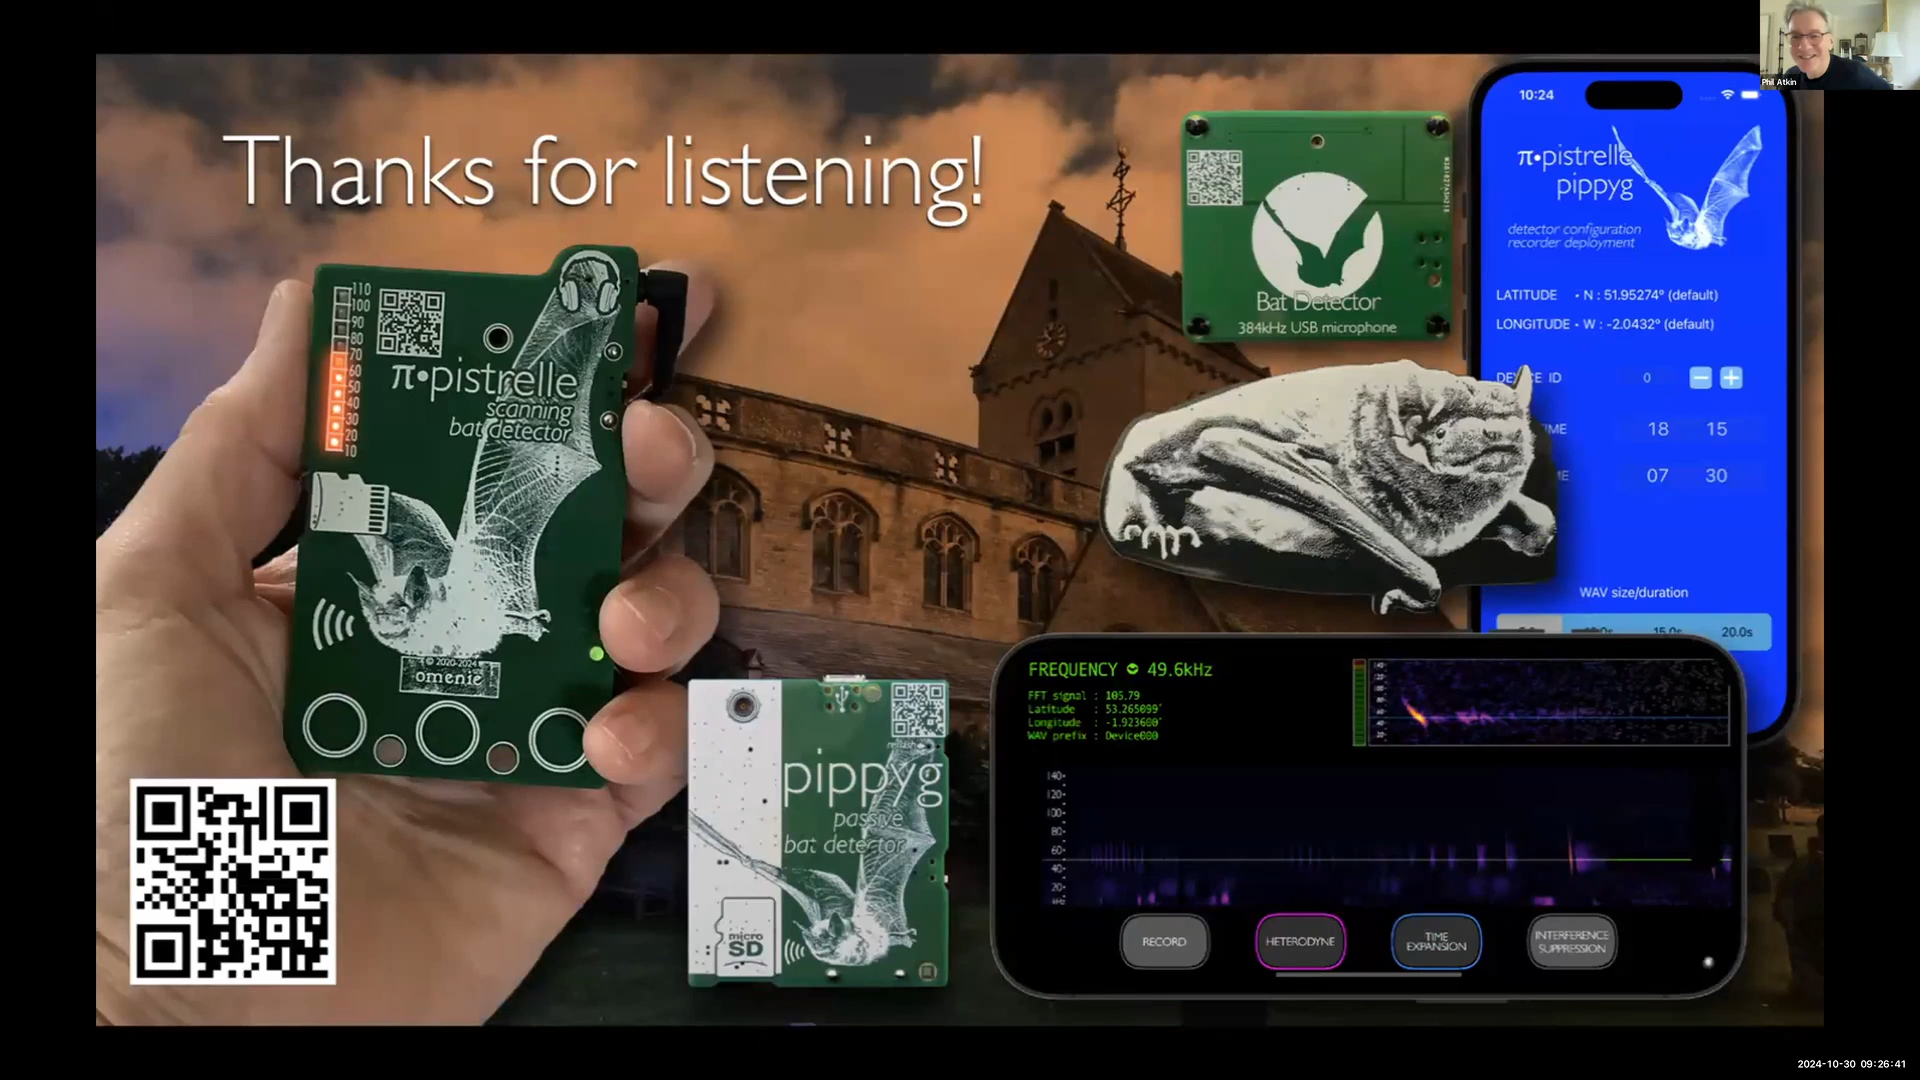 Phil Atkin
Thanks for listening!
110
100
90
80
70
60
50
40
30
20
10
π•pistrelle
scanning
bat detector
© 2020-2024
omenie
pippyg
passive
bat detector
micro
SD
Bat Detector
384kHz USB microphone
10:24
π•pistrelle
pippyg
detector configuration
recorder deployment
LATITUDE • N : 51.95274° (default)
LONGITUDE • W : -2.0432° (default)
DEVICE ID 0 − +
18 15
07 30
WAV size/duration
15.0s 20.0s
FREQUENCY 49.6kHz
FFT signal : 105.79
Latitude : 53.265099°
Longitude : -1.923600°
WAV prefix : Device000
140
120
100
80
60
40
20
kHz
RECORD
HETERODYNE
TIME
EXPANSION
INTERFERENCE
SUPPRESSION
2024-10-30 09:26:41